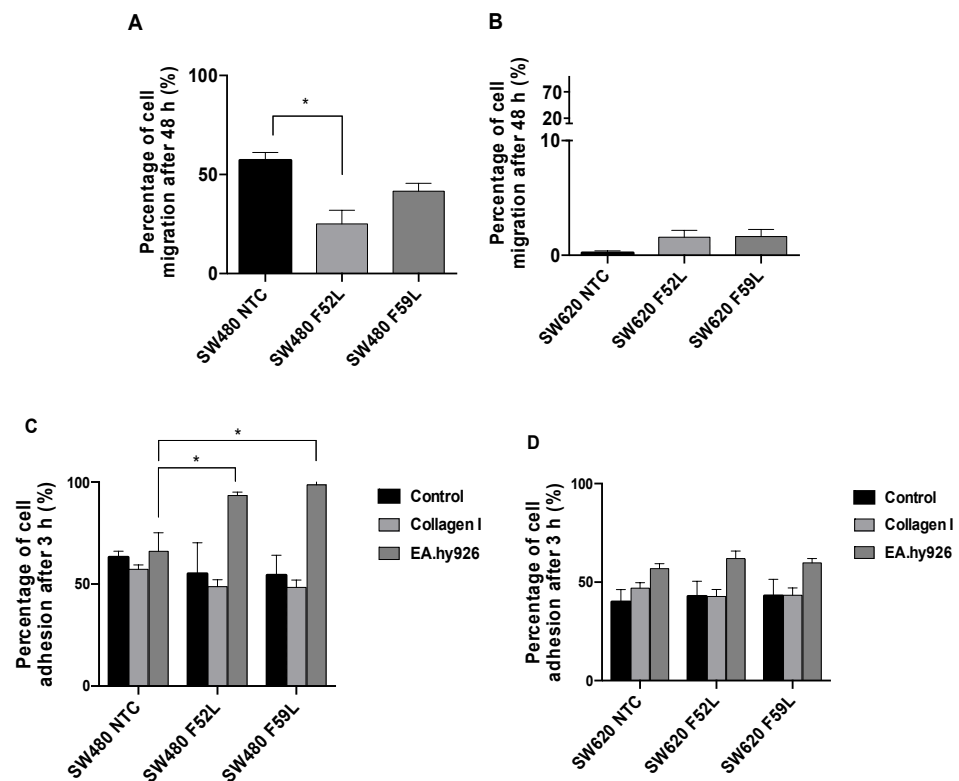 A
Percentage of cell
migration after 48 h (%)
100
50
0
*
SW480 NTC
SW480 F52L
SW480 F59L
B
Percentage of cell
migration after 48 h (%)
70
20
10
0
SW620 NTC
SW620 F52L
SW620 F59L
C
Percentage of cell
adhesion after 3 h (%)
100
50
0
*
*
SW480 NTC
SW480 F52L
SW480 F59L
Control
Collagen I
EA.hy926
D
Percentage of cell
adhesion after 3 h (%)
100
50
0
SW620 NTC
SW620 F52L
SW620 F59L
Control
Collagen I
EA.hy926